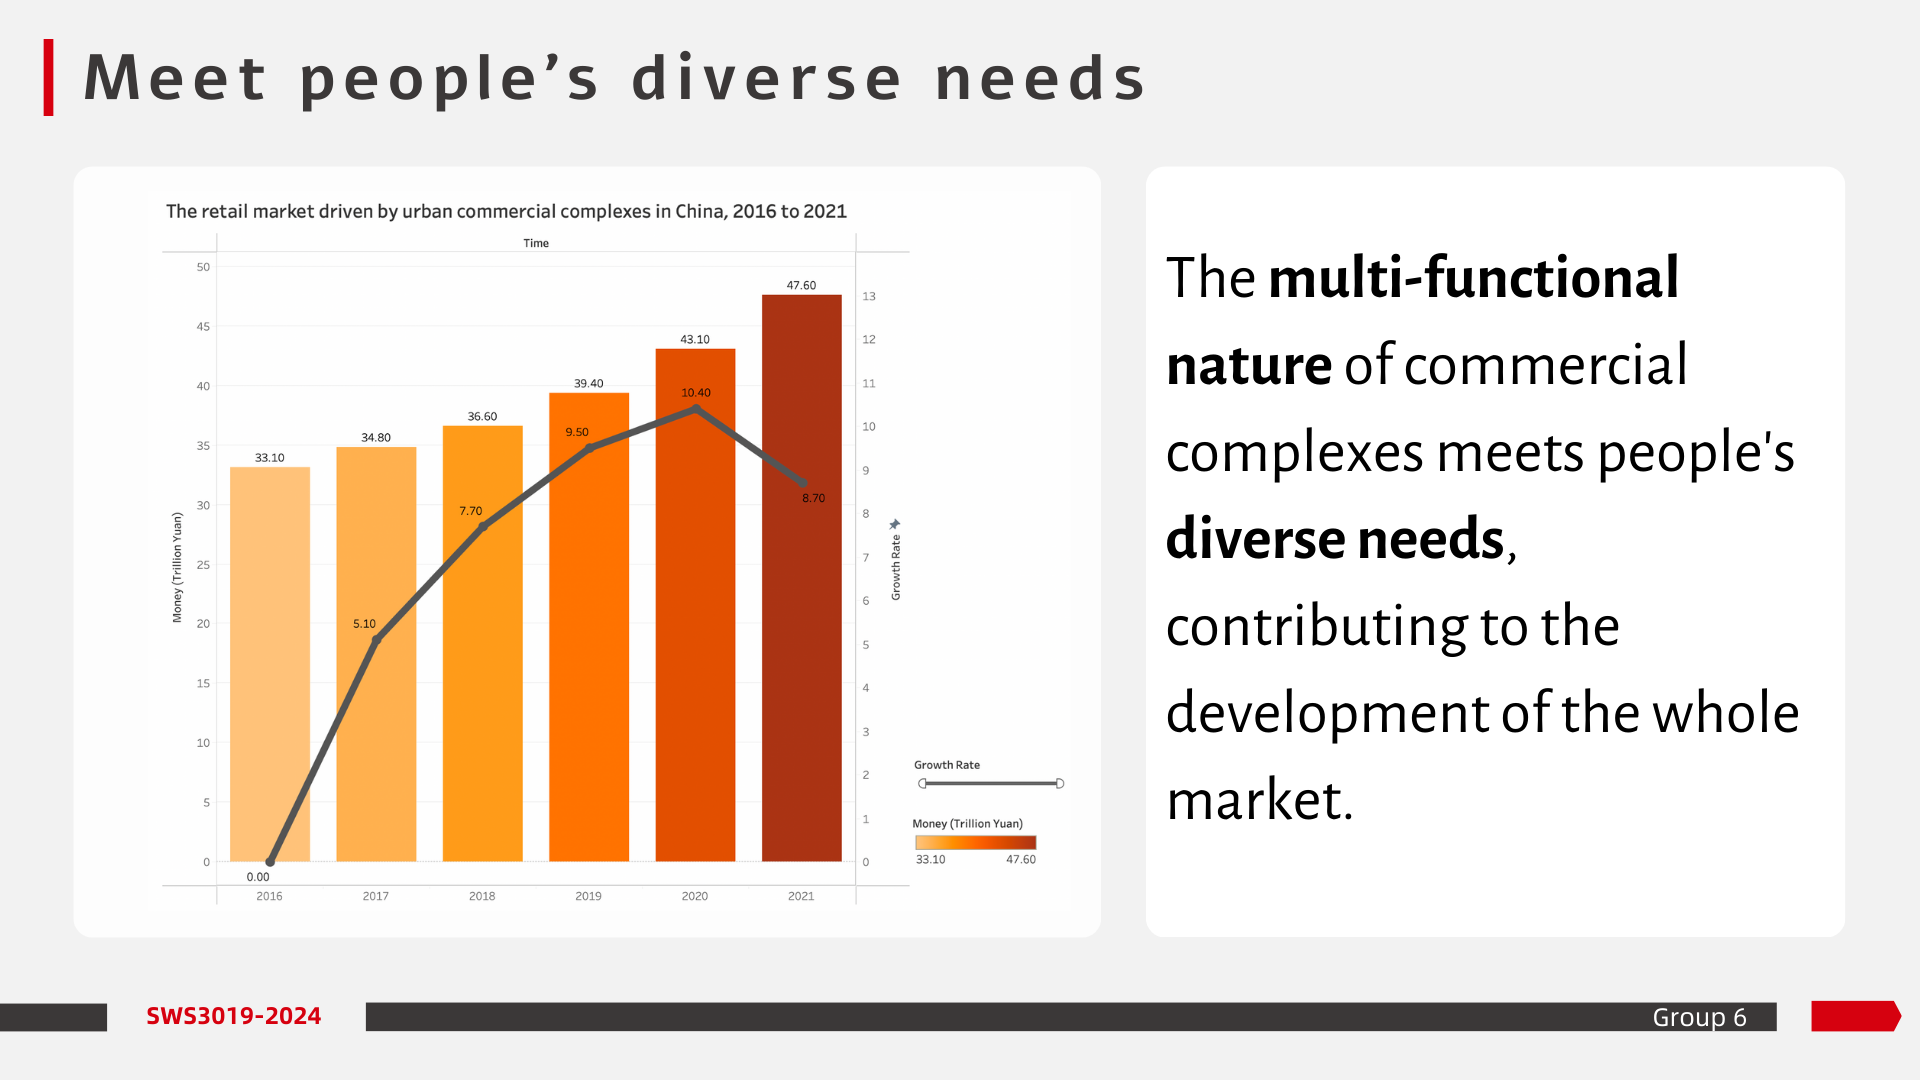 Meet people’s diverse needs
The retail market driven by urban commercial complexes in China, 2016 to 2021
Time
50
45
40
35
30
25
20
15
10
5
0
Money (Trillion Yuan)
33.10
34.80
36.60
39.40
43.10
47.60
0.00
5.10
7.70
9.50
10.40
8.70
13
12
11
10
9
8
7
6
5
4
3
2
1
0
Growth Rate
2016
2017
2018
2019
2020
2021
Growth Rate
Money (Trillion Yuan)
33.10
47.60
The multi-functional
nature of commercial
complexes meets people's
diverse needs,
contributing to the
development of the whole
market.
SWS3019-2024
Group 6